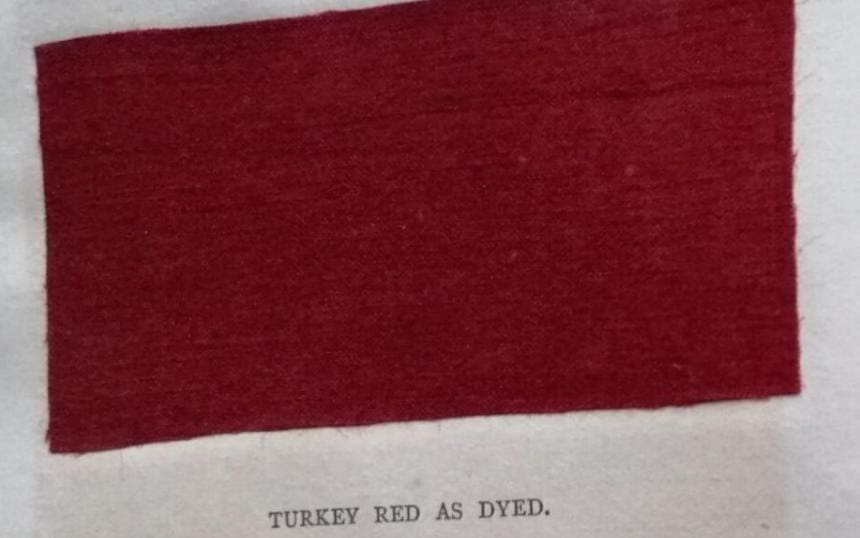 TURKEY RED AS DYED.